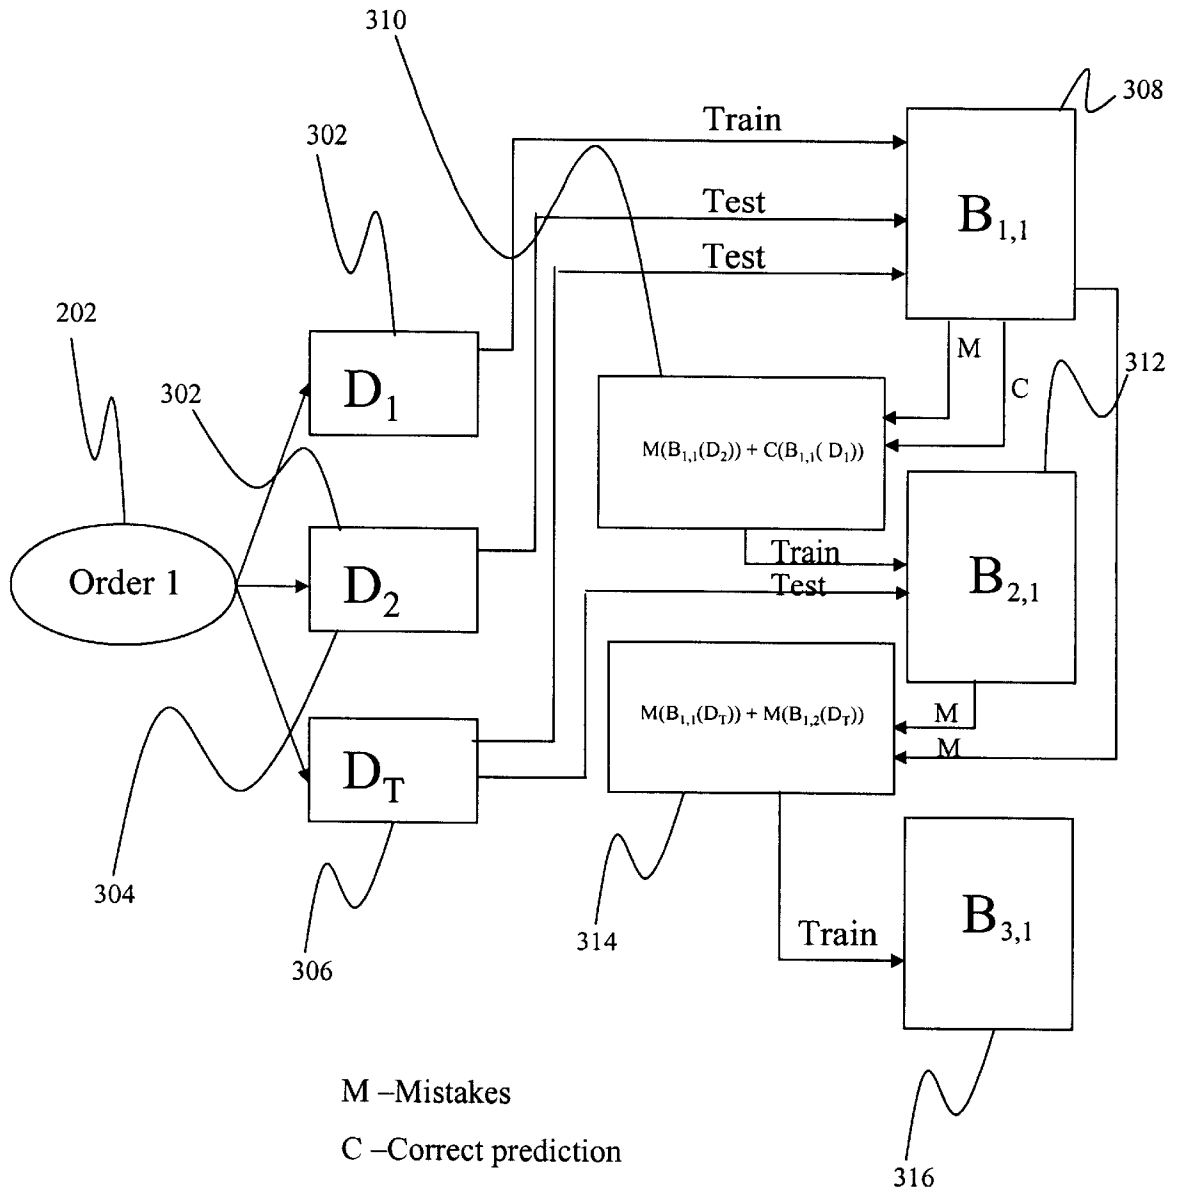 310
308
Train
302
Test
B1,1
Test
202
M
312
302
D1
C
M(B1,1(D2)) + C(B1,1( D1))
Train
Order 1
D2
Test
B2,1
M(B1,1(DT)) + M(B1,2(DT))
M
M
DT
304
B3,1
Train
314
306
M –Mistakes
C –Correct prediction
316